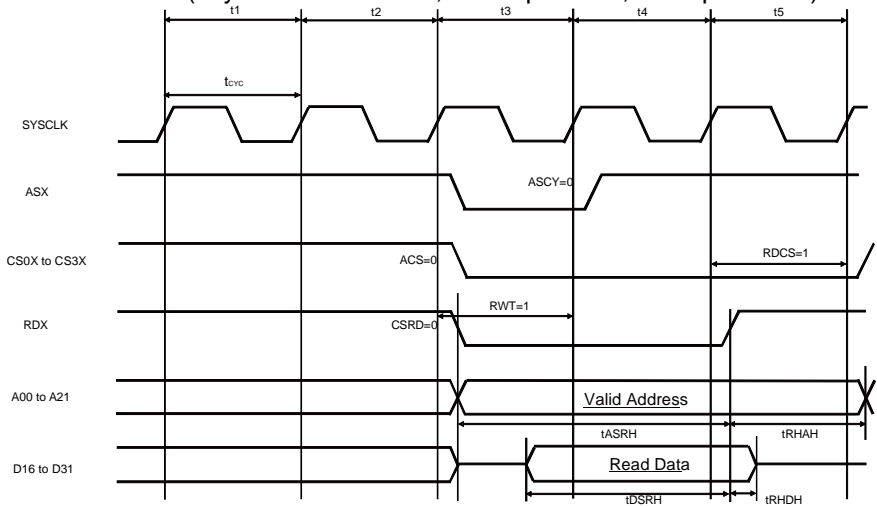 t1 t2 t3 t4 t5
tCYC
SYSCLK
ASX
ASCY=0
CS0X to CS3X
ACS=0
RDCS=1
RWT=1
RDX
CSRD=0
A00 to A21
Valid Address
tASRH tRHAH
D16 to D31
Read Data
tDSRH tRHDH